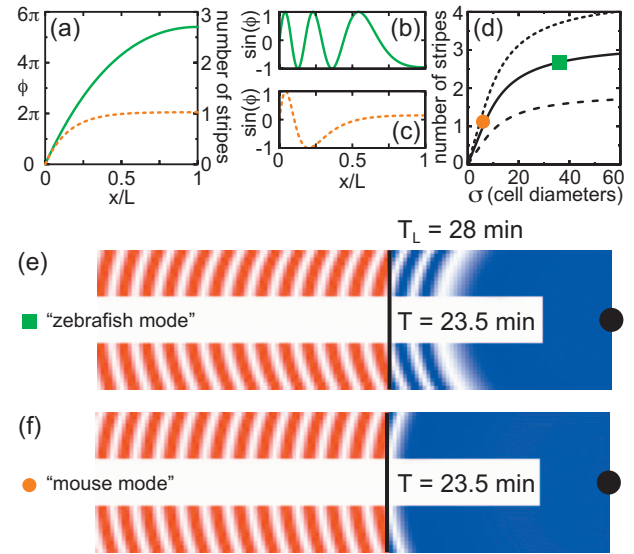 (a)
6π
4π
2π
0
ϕ
3
2
1
0
number of stripes
0
0.5
1
x/L
(b)
1
0
-1
sin(ϕ)
(c)
1
0
-1
sin(ϕ)
0
0.5
1
x/L
(d)
4
3
2
1
0
number of stripes
0
20
40
60
σ (cell diameters)
T_L = 28 min
(e)
"zebrafish mode"
T = 23.5 min
(f)
"mouse mode"
T = 23.5 min